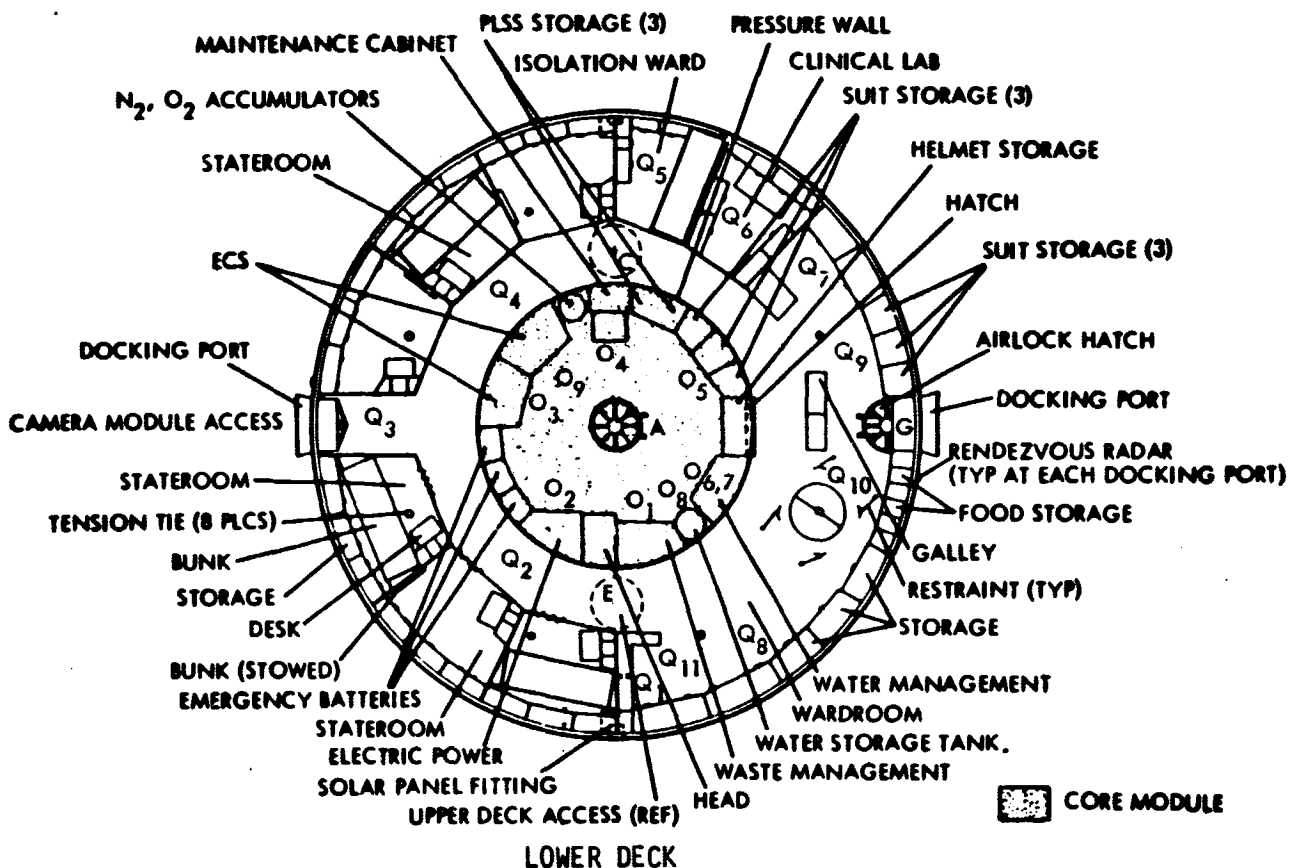 PLSS STORAGE (3)
PRESSURE WALL
MAINTENANCE CABINET
ISOLATION WARD
CLINICAL LAB
N2, O2 ACCUMULATORS
SUIT STORAGE (3)
STATEROOM
HELMET STORAGE
HATCH
ECS
SUIT STORAGE (3)
DOCKING PORT
AIRLOCK HATCH
CAMERA MODULE ACCESS
DOCKING PORT
STATEROOM
RENDEZVOUS RADAR
(TYP AT EACH DOCKING PORT)
TENSION TIE (8 PLCS)
FOOD STORAGE
BUNK
GALLEY
STORAGE
RESTRAINT (TYP)
DESK
STORAGE
BUNK (STOWED)
WATER MANAGEMENT
EMERGENCY BATTERIES
WARDROOM
STATEROOM
WATER STORAGE TANK.
ELECTRIC POWER
WASTE MANAGEMENT
SOLAR PANEL FITTING
HEAD
UPPER DECK ACCESS (REF)
CORE MODULE
LOWER DECK
Q5
Q6
Q7
C
Q4
O4
O9
O5
Q9
O3
A
G
Q3
O6,7
O8
Q10
O2
O1
Q2
E
Q8
Q11